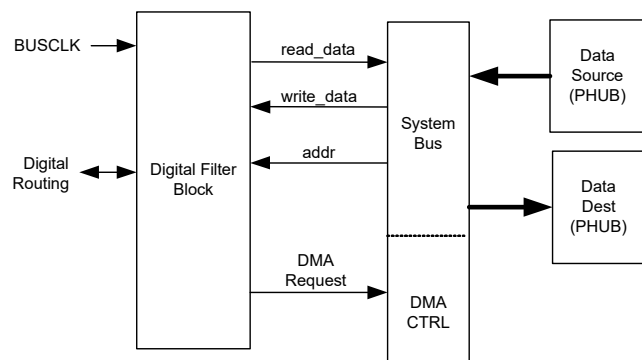 BUSCLK
Digital
Routing
Digital Filter
Block
read_data
write_data
addr
DMA
Request
System
Bus
DMA
CTRL
Data
Source
(PHUB)
Data
Dest
(PHUB)